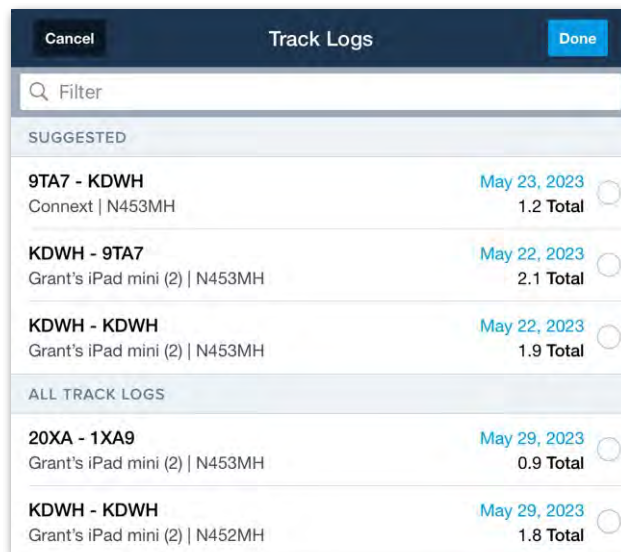 Cancel Track Logs Done
Filter
SUGGESTED
9TA7 - KDWH May 23, 2023
Connext | N453MH 1.2 Total
KDWH - 9TA7 May 22, 2023
Grant's iPad mini (2) | N453MH 2.1 Total
KDWH - KDWH May 22, 2023
Grant's iPad mini (2) | N453MH 1.9 Total
ALL TRACK LOGS
20XA - 1XA9 May 29, 2023
Grant's iPad mini (2) | N453MH 0.9 Total
KDWH - KDWH May 29, 2023
Grant's iPad mini (2) | N452MH 1.8 Total